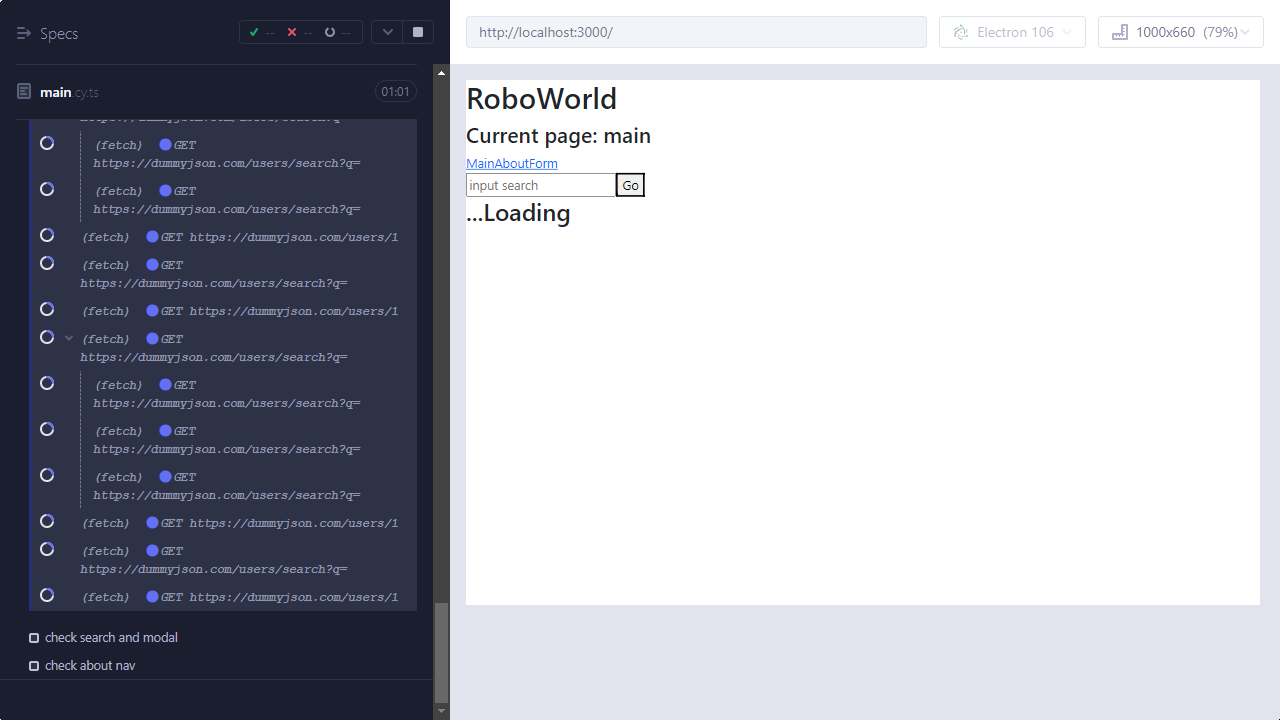 Specs
--
--
--
main.cy.ts
01:01
https://dummyjson.com/users/search?q=
(fetch) GET
https://dummyjson.com/users/search?q=
(fetch) GET
https://dummyjson.com/users/search?q=
(fetch) GET https://dummyjson.com/users/1
(fetch) GET
https://dummyjson.com/users/search?q=
(fetch) GET https://dummyjson.com/users/1
(fetch) GET
https://dummyjson.com/users/search?q=
(fetch) GET
https://dummyjson.com/users/search?q=
(fetch) GET
https://dummyjson.com/users/search?q=
(fetch) GET
https://dummyjson.com/users/search?q=
(fetch) GET https://dummyjson.com/users/1
(fetch) GET
https://dummyjson.com/users/search?q=
(fetch) GET https://dummyjson.com/users/1
check search and modal
check about nav
http://localhost:3000/
Electron 106
1000x660 (79%)
RoboWorld
Current page: main
MainAboutForm
input search
Go
...Loading